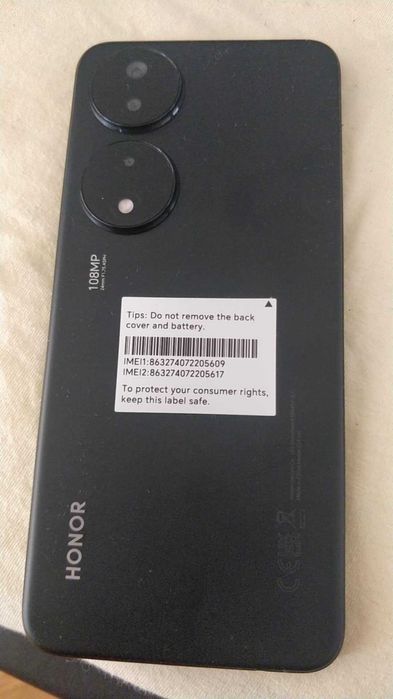 108MP
Tips: Do not remove the back
cover and battery.
IMEI1:863274072205609
IMEI2:863274072205617
To protect your consumer rights,
keep this label safe.
HONOR
CE